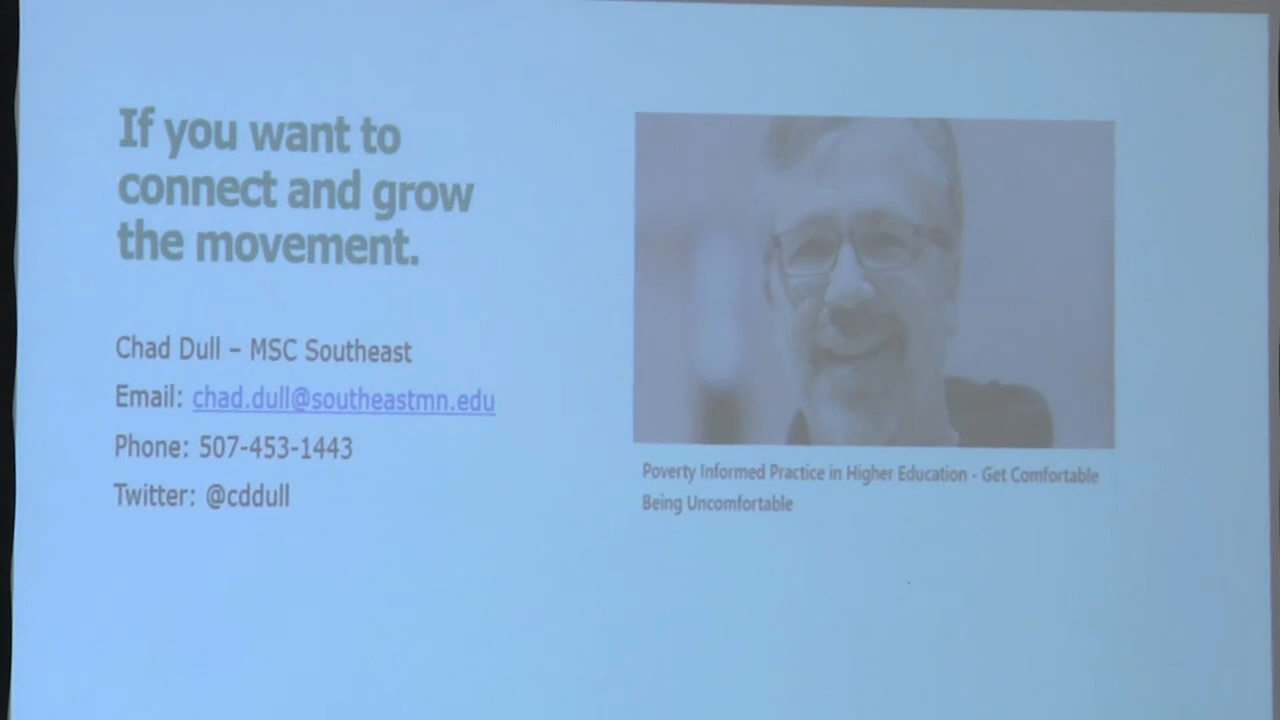 If you want to
connect and grow
the movement.
Chad Dull – MSC Southeast
Email: chad.dull@southeastmn.edu
Phone: 507-453-1443
Twitter: @cddull
Poverty Informed Practice in Higher Education - Get Comfortable
Being Uncomfortable